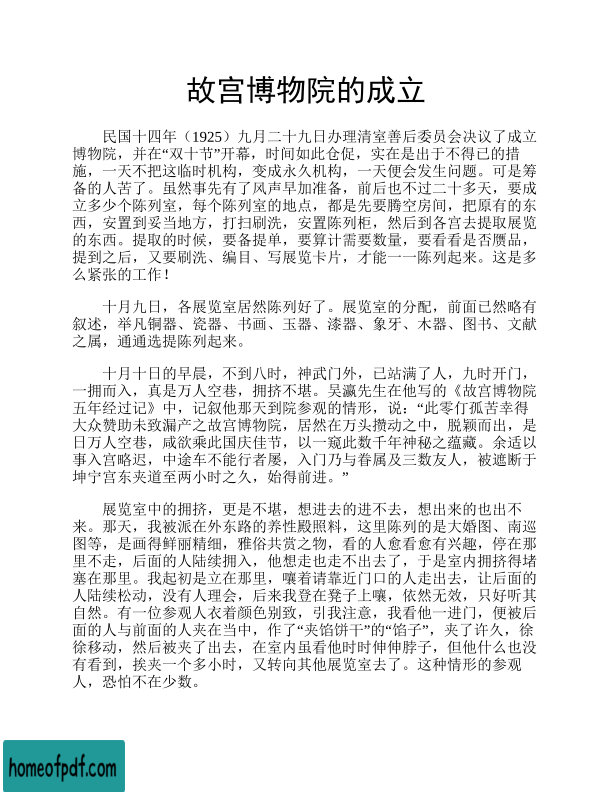 故宫博物院的成立
民国十四年（1925）九月二十九日办理清室善后委员会决议了成立
博物院，并在“双十节”开幕，时间如此仓促，实在是出于不得已的措
施，一天不把这临时机构，变成永久机构，一天便会发生问题。可是筹
备的人苦了。虽然事先有了风声早加准备，前后也不过二十多天，要成
立多少个陈列室，每个陈列室的地点，都是先要腾空房间，把原有的东
西，安置到妥当地方，打扫刷洗，安置陈列柜，然后到各宫去提取展览
的东西。提取的时候，要备提单，要算计需要数量，要看看是否赝品，
提到之后，又要刷洗、编目、写展览卡片，才能一一陈列起来。这是多
么紧张的工作！
十月九日，各展览室居然陈列好了。展览室的分配，前面已然略有
叙述，举凡铜器、瓷器、书画、玉器、漆器、象牙、木器、图书、文献
之属，通通选提陈列起来。
十月十日的早晨，不到八时，神武门外，已站满了人，九时开门，
一拥而入，真是万人空巷，拥挤不堪。吴瀛先生在他写的《故宫博物院
五年经过记》中，记叙他那天到院参观的情形，说：“此零仃孤苦幸得
大众赞助未致漏产之故宫博物院，居然在万头攒动之中，脱颖而出，是
日万人空巷，咸欲乘此国庆佳节，以一窥此数千年神秘之蕴藏。余适以
事入宫略迟，中途车不能行者屡，入门乃与眷属及三数友人，被遮断于
坤宁宫东夹道至两小时之久，始得前进。”
展览室中的拥挤，更是不堪，想进去的进不去，想出来的也出不
来。那天，我被派在外东路的养性殿照料，这里陈列的是大婚图、南巡
图等，是画得鲜丽精细，雅俗共赏之物，看的人愈看愈有兴趣，停在那
里不走，后面的人陆续拥入，他想走也走不出去了，于是室内拥挤得堵
塞在那里。我起初是立在那里，嚷着请靠近门口的人走出去，让后面的
人陆续松动，没有人理会，后来我登在凳子上嚷，依然无效，只好听其
自然。有一位参观人衣着颜色别致，引我注意，我看他一进门，便被后
面的人与前面的人夹在当中，作了“夹馅饼干”的“馅子”，夹了许久，徐
徐移动，然后被夹了出去，在室内虽看他时时伸伸脖子，但他什么也没
有看到，挨夹一个多小时，又转向其他展览室去了。这种情形的参观
人，恐怕不在少数。
homeofpdf.com